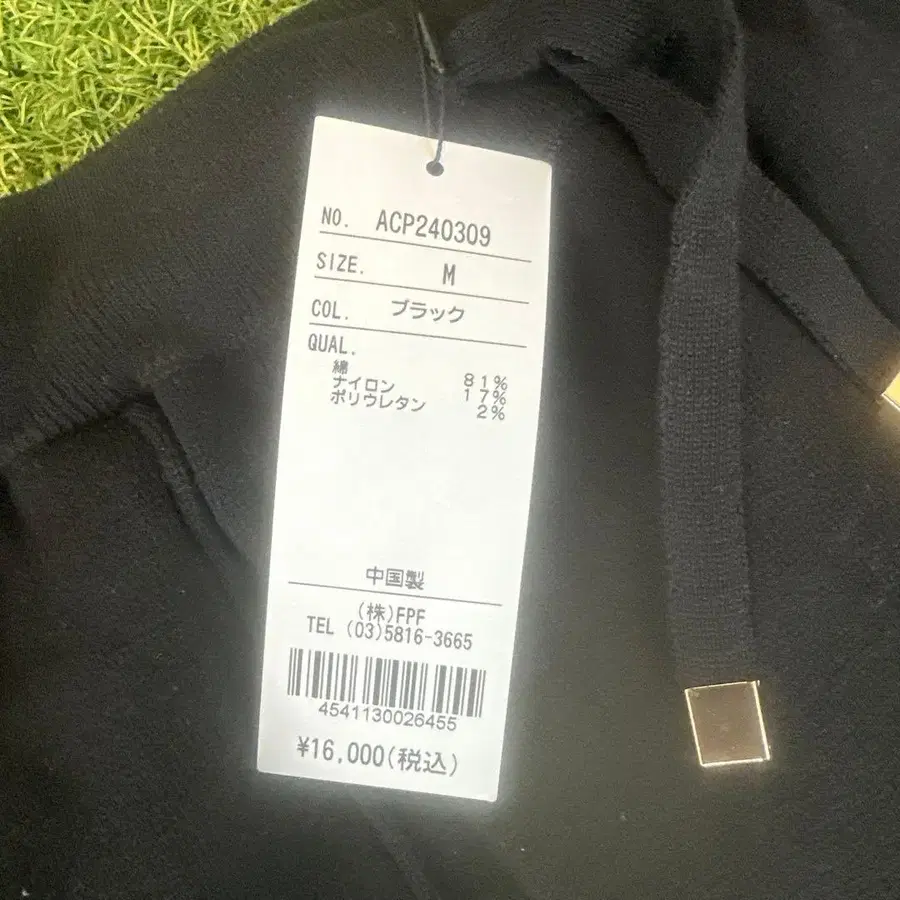 NO. ACP240309
SIZE. M
COL. ブラック
QUAL.
綿 81%
ナイロン 17%
ポリウレタン 2%
中国製
(株)FPF
TEL (03)5816-3665
4541130026455
¥16,000(税込)